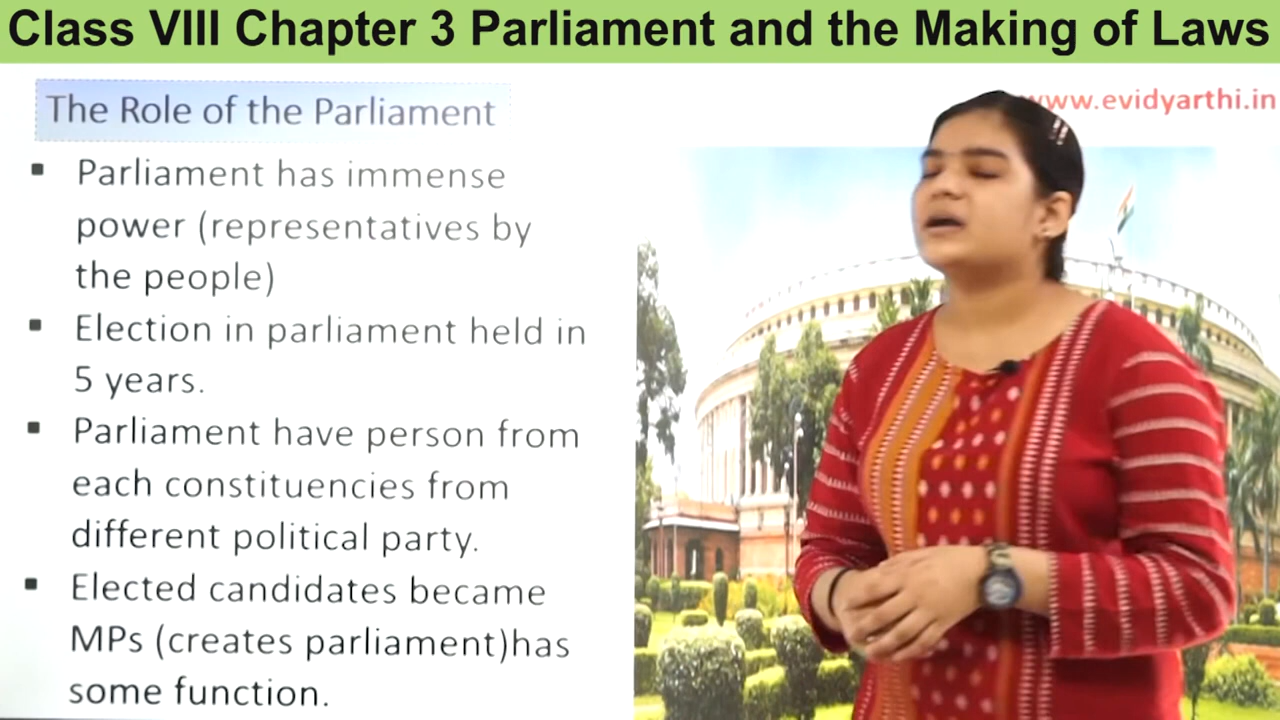 Class VIII Chapter 3 Parliament and the Making of Laws
The Role of the Parliament
www.evidyarthi.in
▪ Parliament has immense
power (representatives by
the people)
▪ Election in parliament held in
5 years.
▪ Parliament have person from
each constituencies from
different political party.
▪ Elected candidates became
MPs (creates parliament)has
some function.